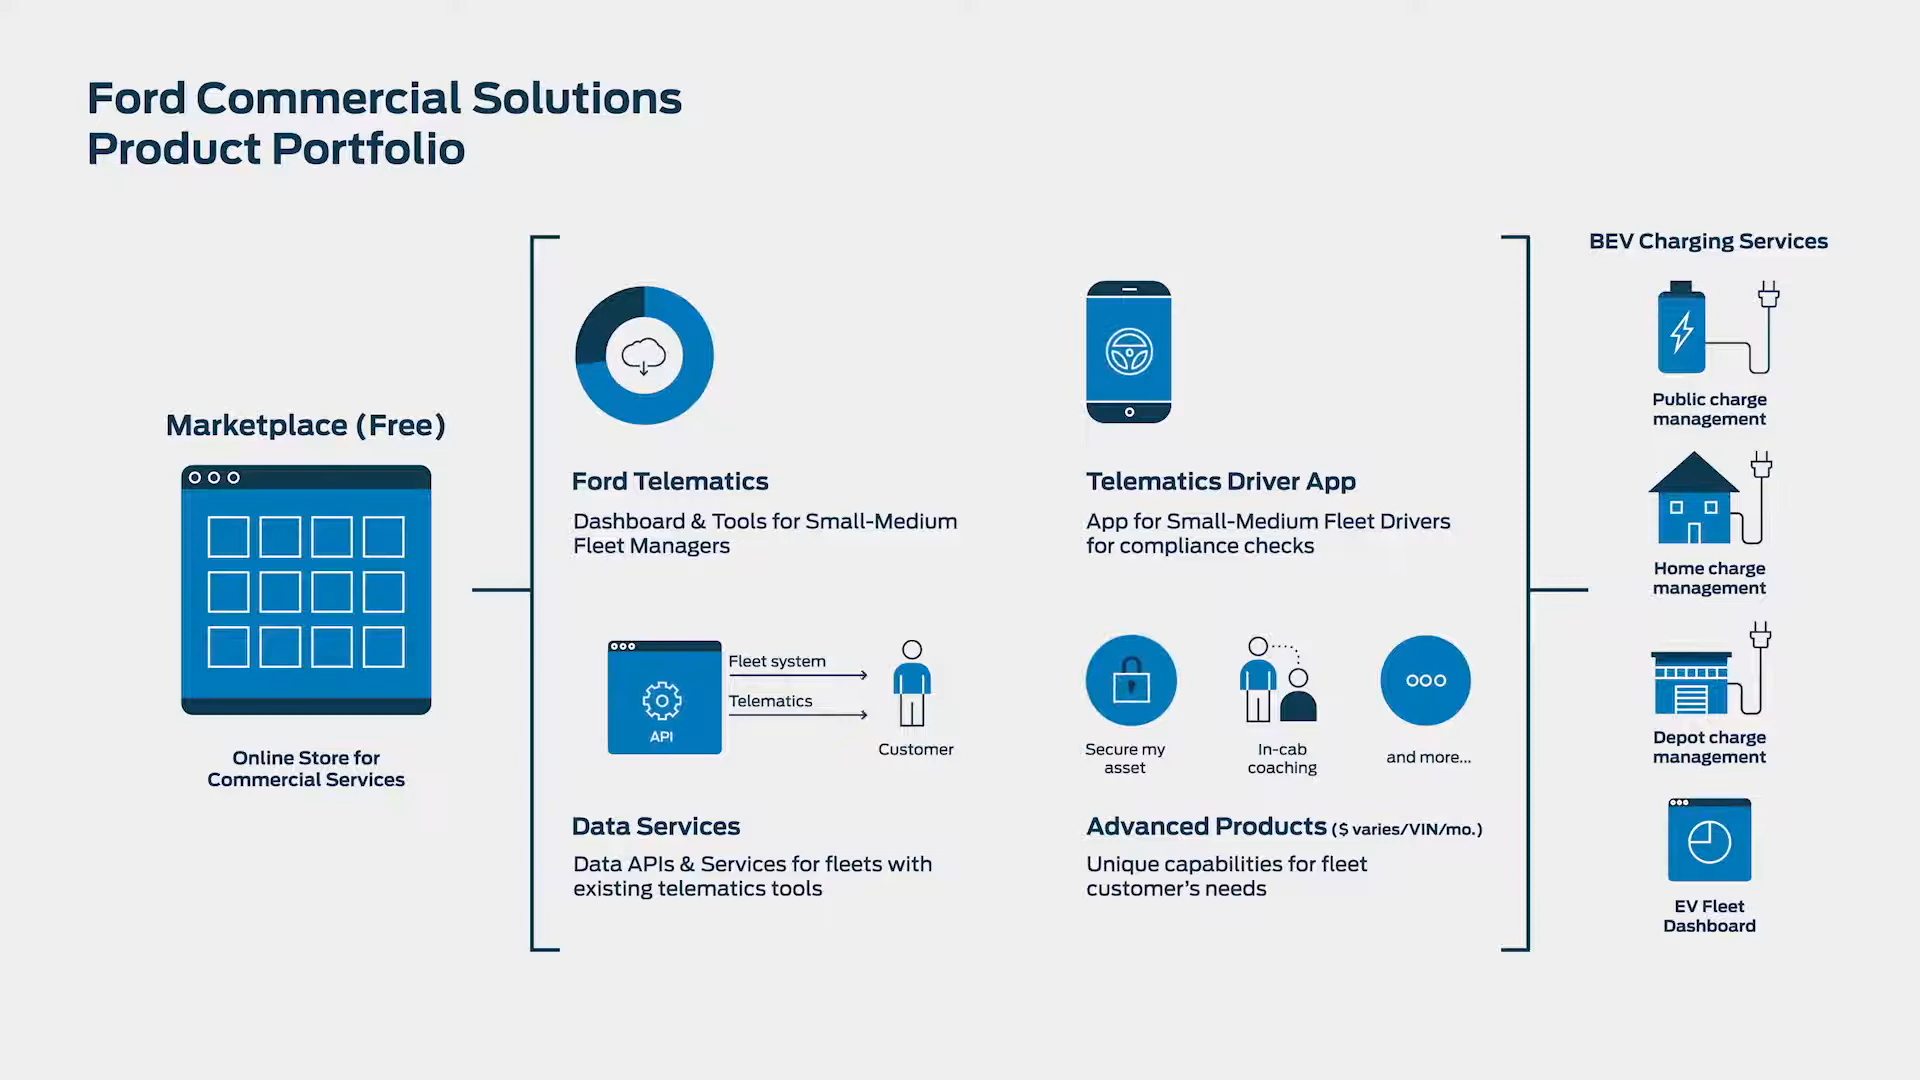 Ford Commercial Solutions
Product Portfolio
Marketplace (Free)
Online Store for
Commercial Services
Ford Telematics
Dashboard & Tools for Small-Medium
Fleet Managers
Telematics Driver App
App for Small-Medium Fleet Drivers
for compliance checks
API
Fleet system
Telematics
Customer
Data Services
Data APIs & Services for fleets with
existing telematics tools
Secure my
asset
In-cab
coaching
and more...
Advanced Products ($ varies/VIN/mo.)
Unique capabilities for fleet
customer's needs
BEV Charging Services
Public charge
management
Home charge
management
Depot charge
management
EV Fleet
Dashboard